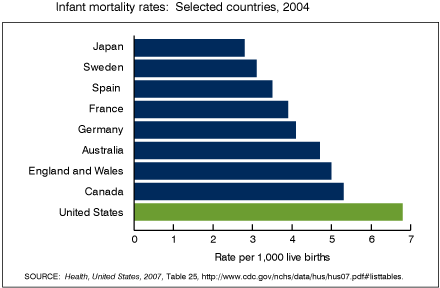 Infant mortality rates: Selected countries, 2004
Japan
Sweden
Spain
France
Germany
Australia
England and Wales
Canada
United States
0 1 2 3 4 5 6 7
Rate per 1,000 live births
SOURCE: Health, United States, 2007, Table 25, http://www.cdc.gov/nchs/data/hus/hus07.pdf#listtables.